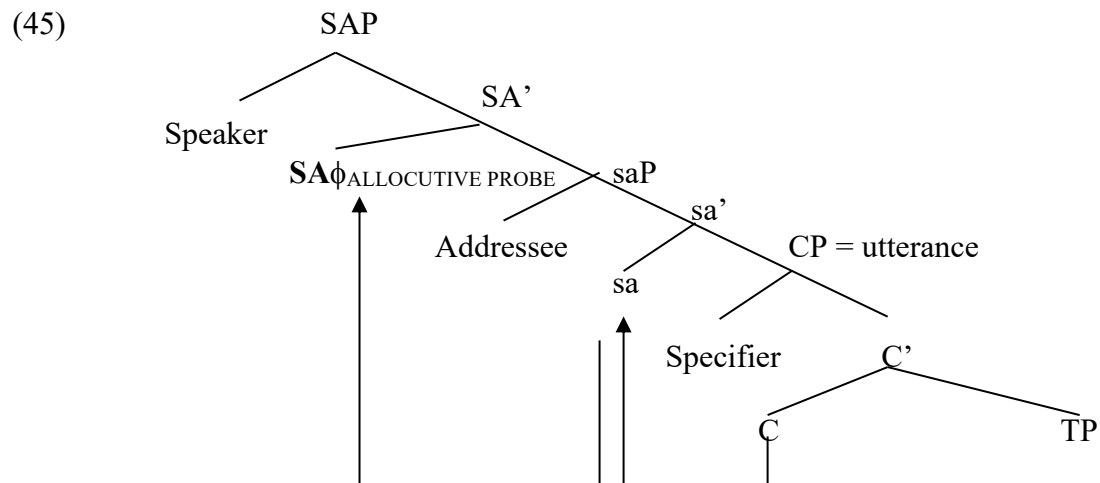 (45) SAP
SA’
Speaker
SAϕALLOCUTIVE PROBE saP
sa’
Addressee CP = utterance
sa
Specifier C’
C TP